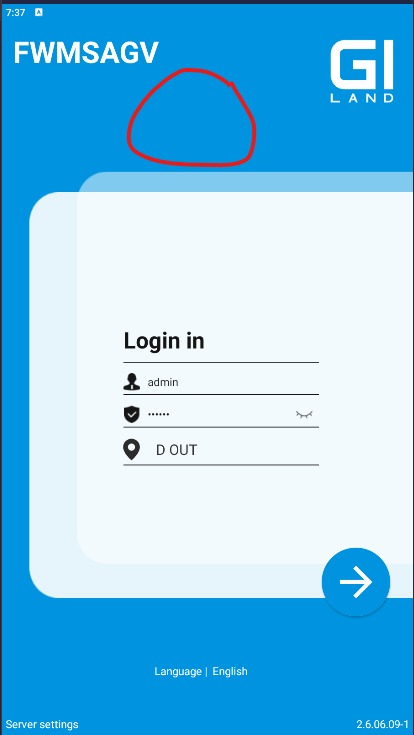 7:37 A
FWMSAGV
GI
LAND
Login in
admin
••••••
D OUT
Language | English
Server settings
2.6.06.09-1